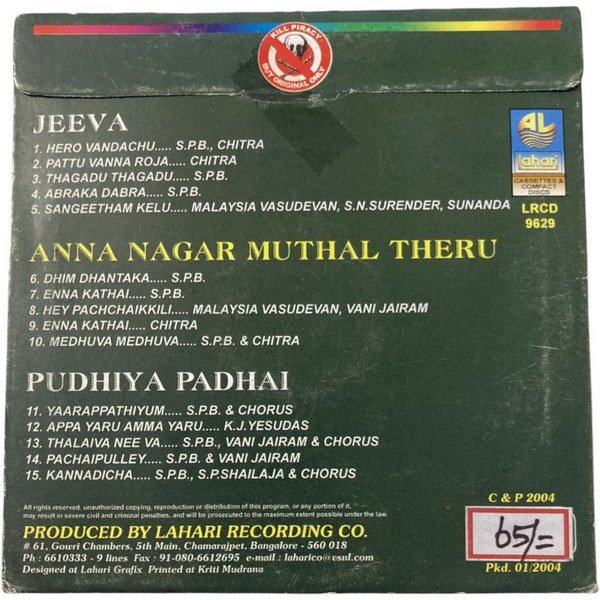 KILL PIRACY
BUY ORIGINAL ONLY
JEEVA
1. HERO VANDACHU..... S.P.B., CHITRA
2. PATTU VANNA ROJA..... CHITRA
3. THAGADU THAGADU..... S.P.B.
4. ABRAKA DABRA..... S.P.B.
5. SANGEETHAM KELU..... MALAYSIA VASUDEVAN, S.N.SURENDER, SUNANDA
AL
Lahari
CASSETTES &
COMPACT
DISCS
LRCD
9629
ANNA NAGAR MUTHAL THERU
6. DHIM DHANTAKA..... S.P.B.
7. ENNA KATHAI..... S.P.B.
8. HEY PACHCHAIKKILI..... MALAYSIA VASUDEVAN, VANI JAIRAM
9. ENNA KATHAI..... CHITRA
10. MEDHUVA MEDHUVA..... S.P.B. & CHITRA
PUDHIYA PADHAI
11. YAARAPPATHIYUM..... S.P.B. & CHORUS
12. APPA YARU AMMA YARU..... K.J.YESUDAS
13. THALAIVA NEE VA..... S.P.B., VANI JAIRAM & CHORUS
14. PACHAIPULLEY..... S.P.B. & VANI JAIRAM
15. KANNADICHA..... S.P.B., S.P.SHAILAJA & CHORUS
All rights reserved, unauthorized copying, reproduction or distribution of this program, or any portion of it,
may result in severe civil and criminal penalties, and will be prosecuted to the maximum extent possible under the law.
C & P 2004
PRODUCED BY LAHARI RECORDING CO.
# 61, Gowri Chambers, 5th Main, Chamarajpet, Bangalore - 560 018
Ph : 6610333 - 9 lines Fax : 91-080-6612695 e-mail : laharico@vsnl.com
Designed at Lahari Grafix Printed at Kriti Mudrana
65/=
Pkd. 01/2004